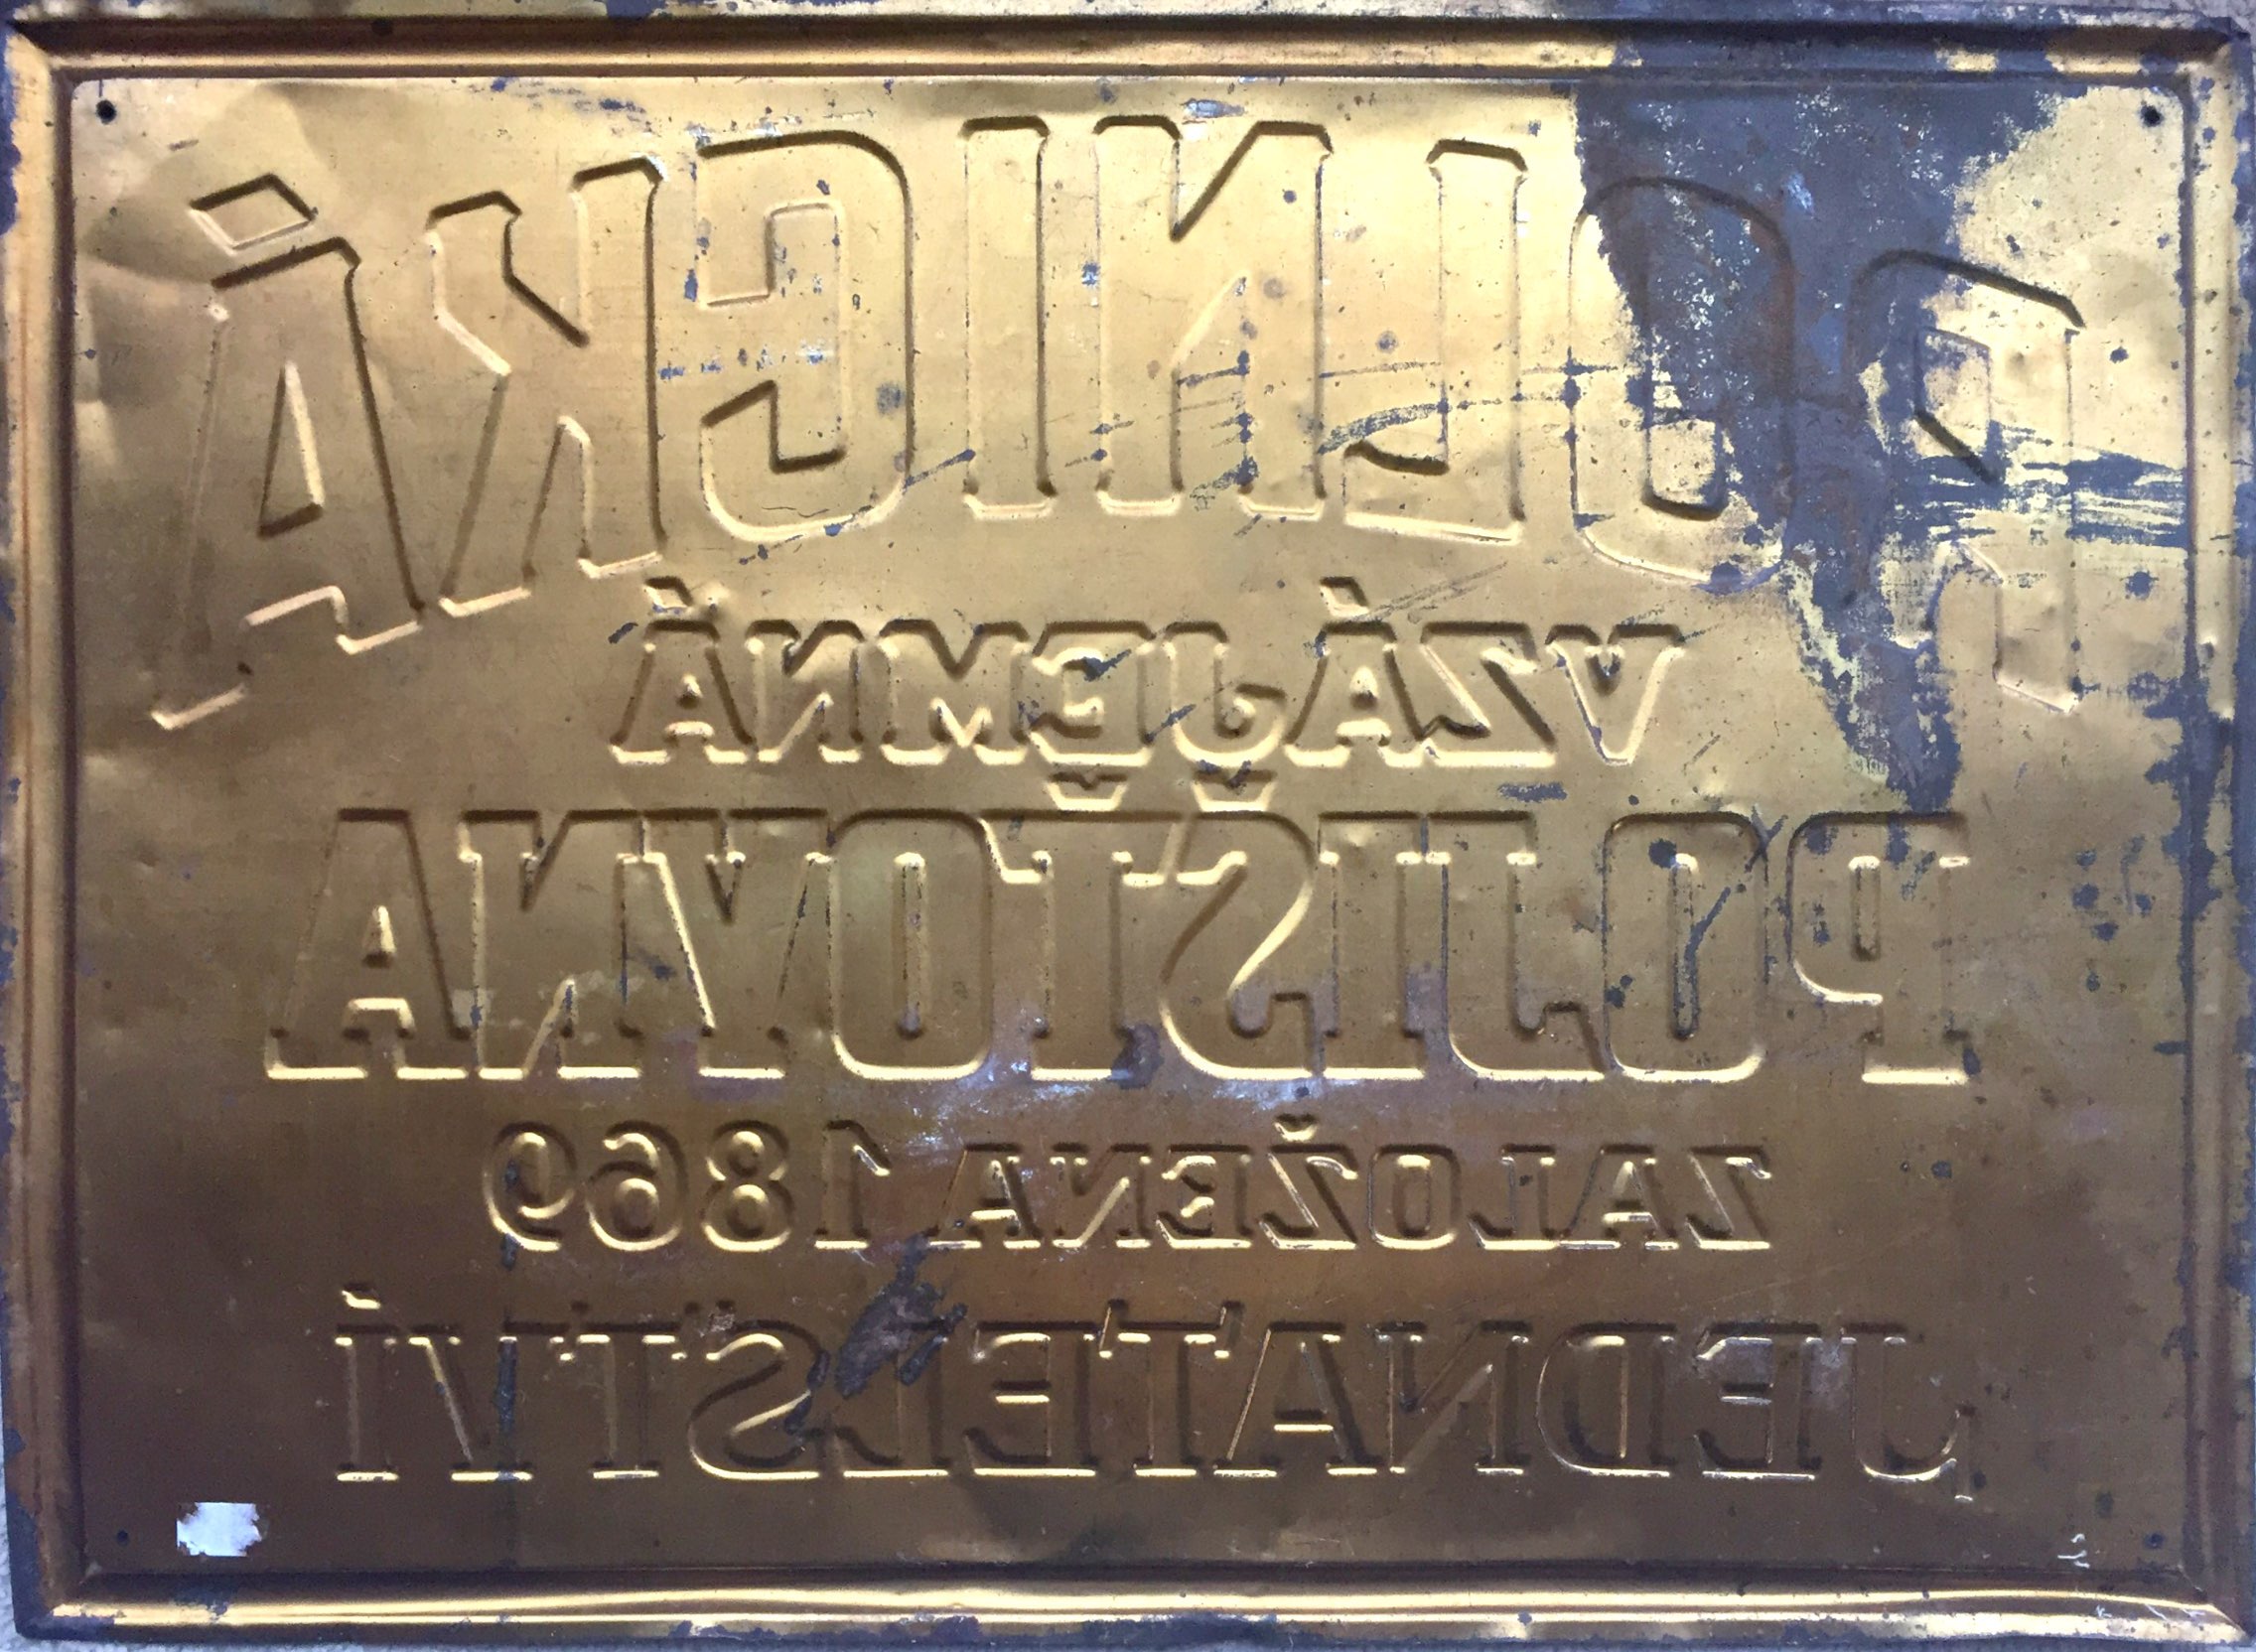 ROLNICKÁ
VZÁJEMNÁ
POJIŠŤOVNA
ZALOŽENA 1869
JEDNATELSTVÍ